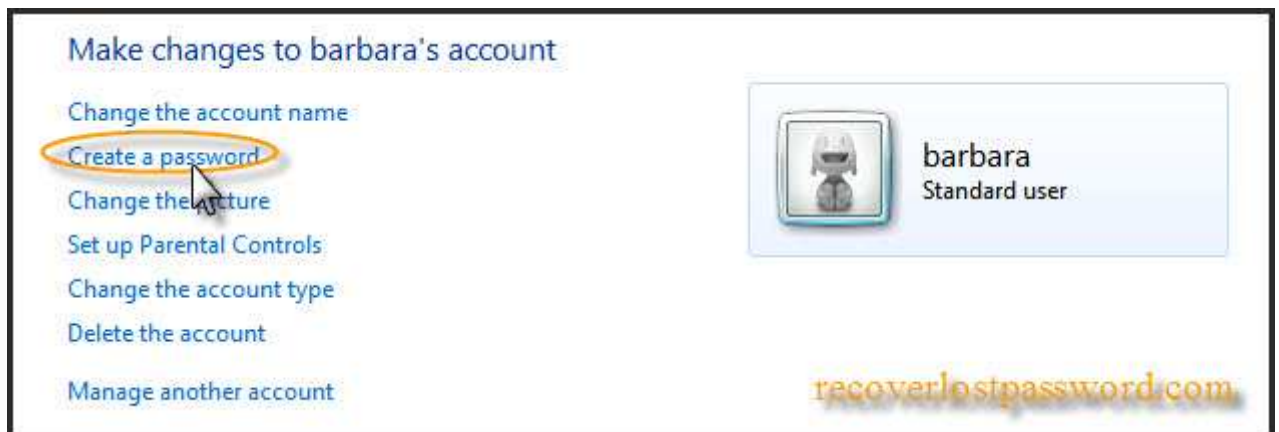 Make changes to barbara's account
Change the account name
Create a password
Change the picture
Set up Parental Controls
Change the account type
Delete the account
Manage another account
barbara
Standard user
recoverlostpassword.com